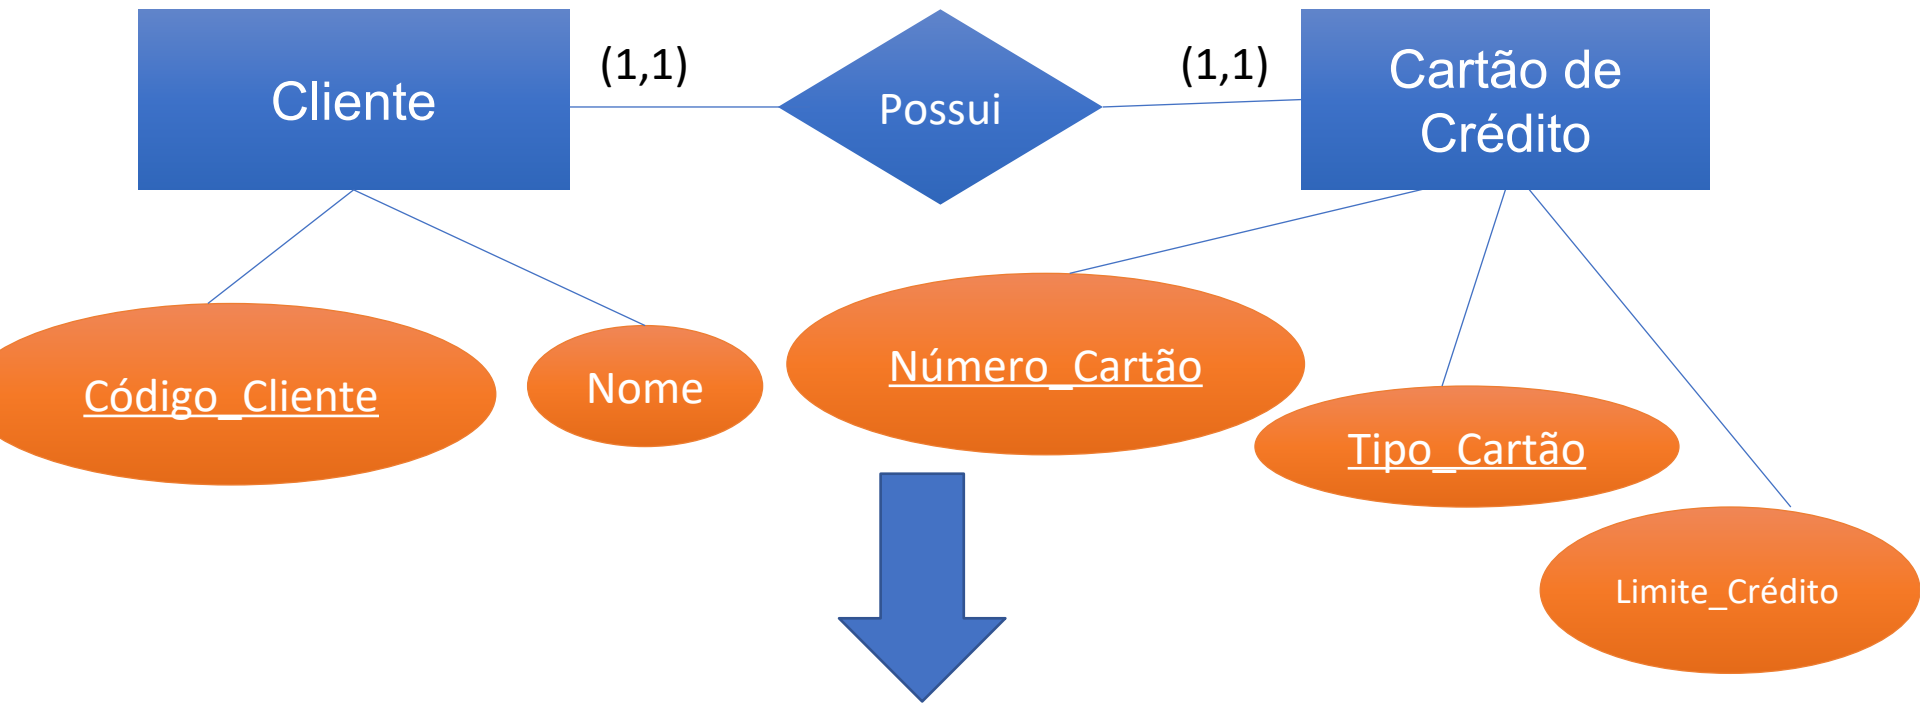 Cliente
(1,1)
Possui
(1,1)
Cartão de
Crédito
Código_Cliente
Nome
Número_Cartão
Tipo_Cartão
Limite_Crédito